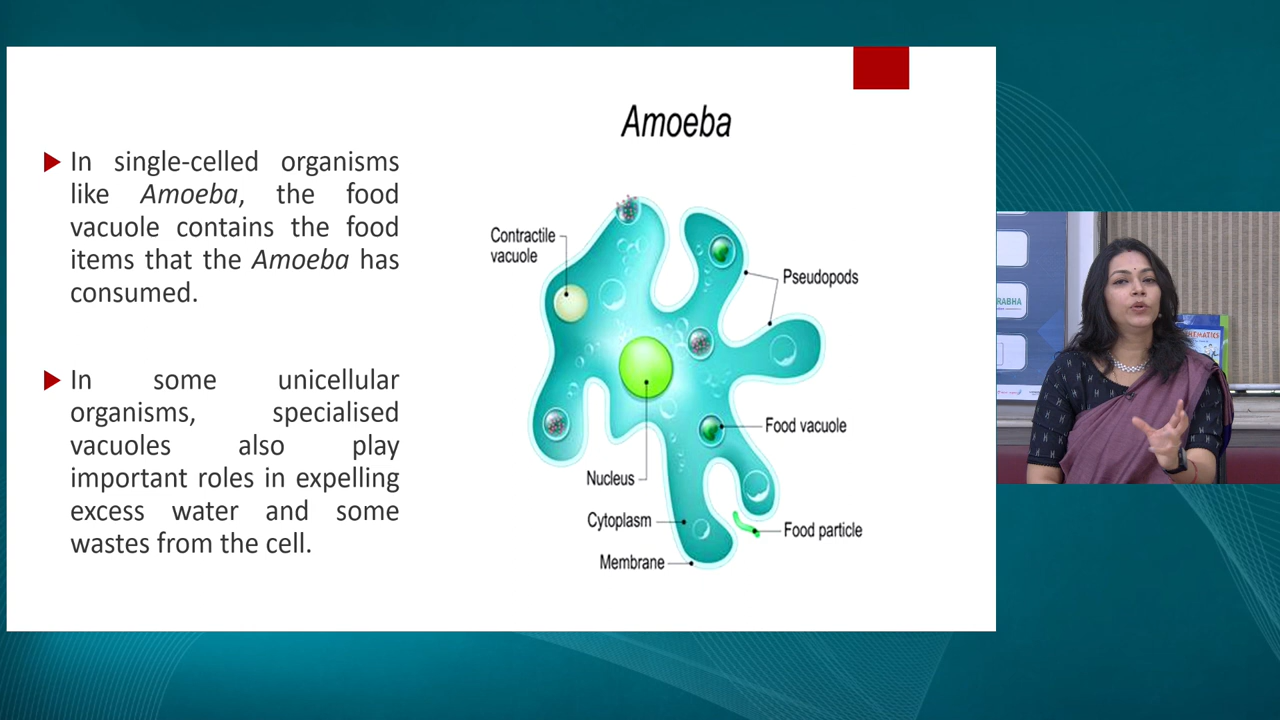 Amoeba
In single-celled organisms
like Amoeba, the food
vacuole contains the food
items that the Amoeba has
consumed.
In some unicellular
organisms, specialised
vacuoles also play
important roles in expelling
excess water and some
wastes from the cell.
Contractile
vacuole
Pseudopods
Food vacuole
Nucleus
Cytoplasm
Food particle
Membrane
RABHA